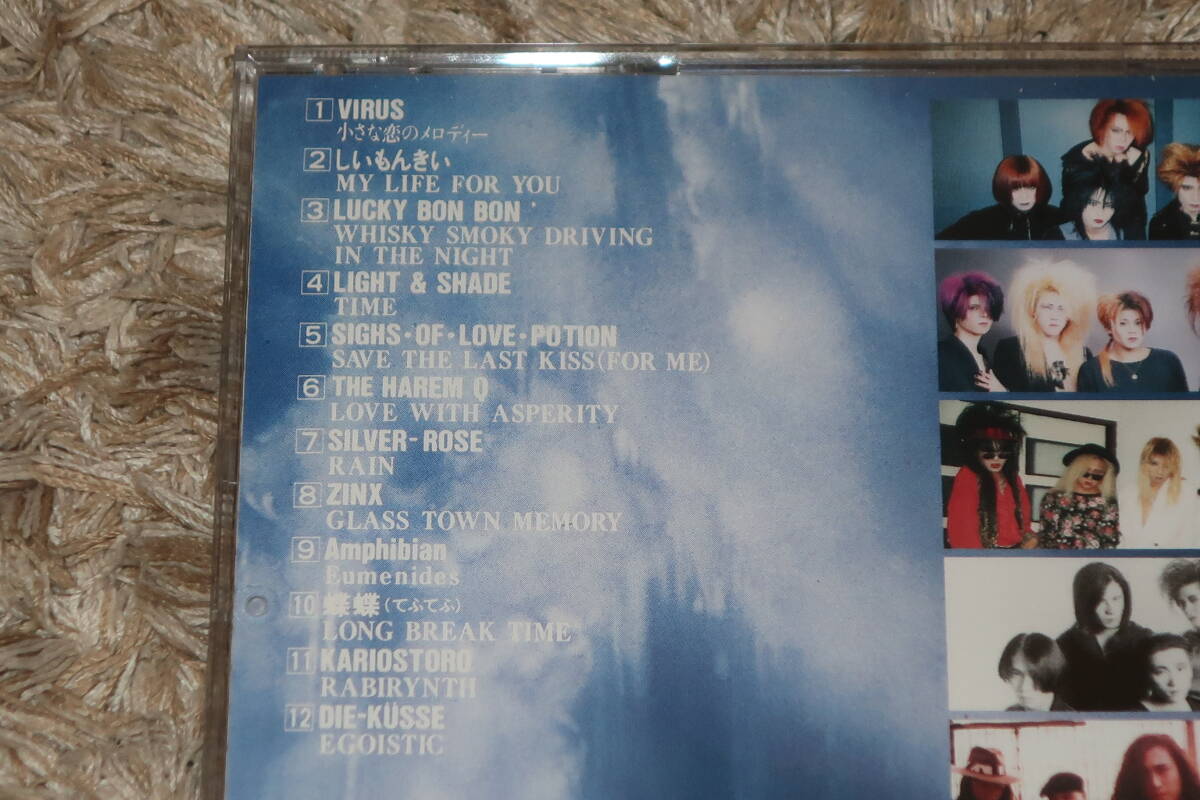 1 VIRUS
小さな恋のメロディー
2 しいもんきい
MY LIFE FOR YOU
3 LUCKY BON BON
WHISKY SMOKY DRIVING
IN THE NIGHT
4 LIGHT & SHADE
TIME
5 SIGHS・OF・LOVE・POTION
SAVE THE LAST KISS(FOR ME)
6 THE HAREM Q
LOVE WITH ASPERITY
7 SILVER-ROSE
RAIN
8 ZINX
GLASS TOWN MEMORY
9 Amphibian
Eumenides
10 蝶蝶(てふてふ)
LONG BREAK TIME
11 KARIOSTORO
RABIRYNTH
12 DIE-KÜSSE
EGOISTIC